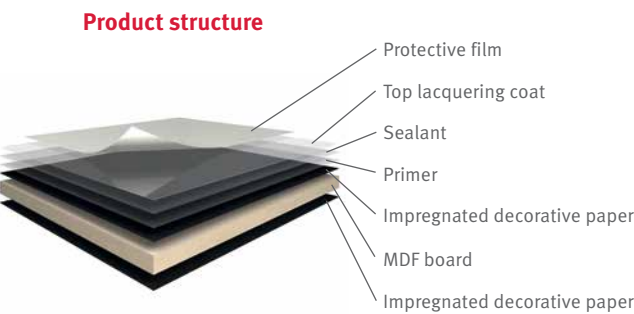 Product structure
Protective film
Top lacquering coat
Sealant
Primer
Impregnated decorative paper
MDF board
Impregnated decorative paper